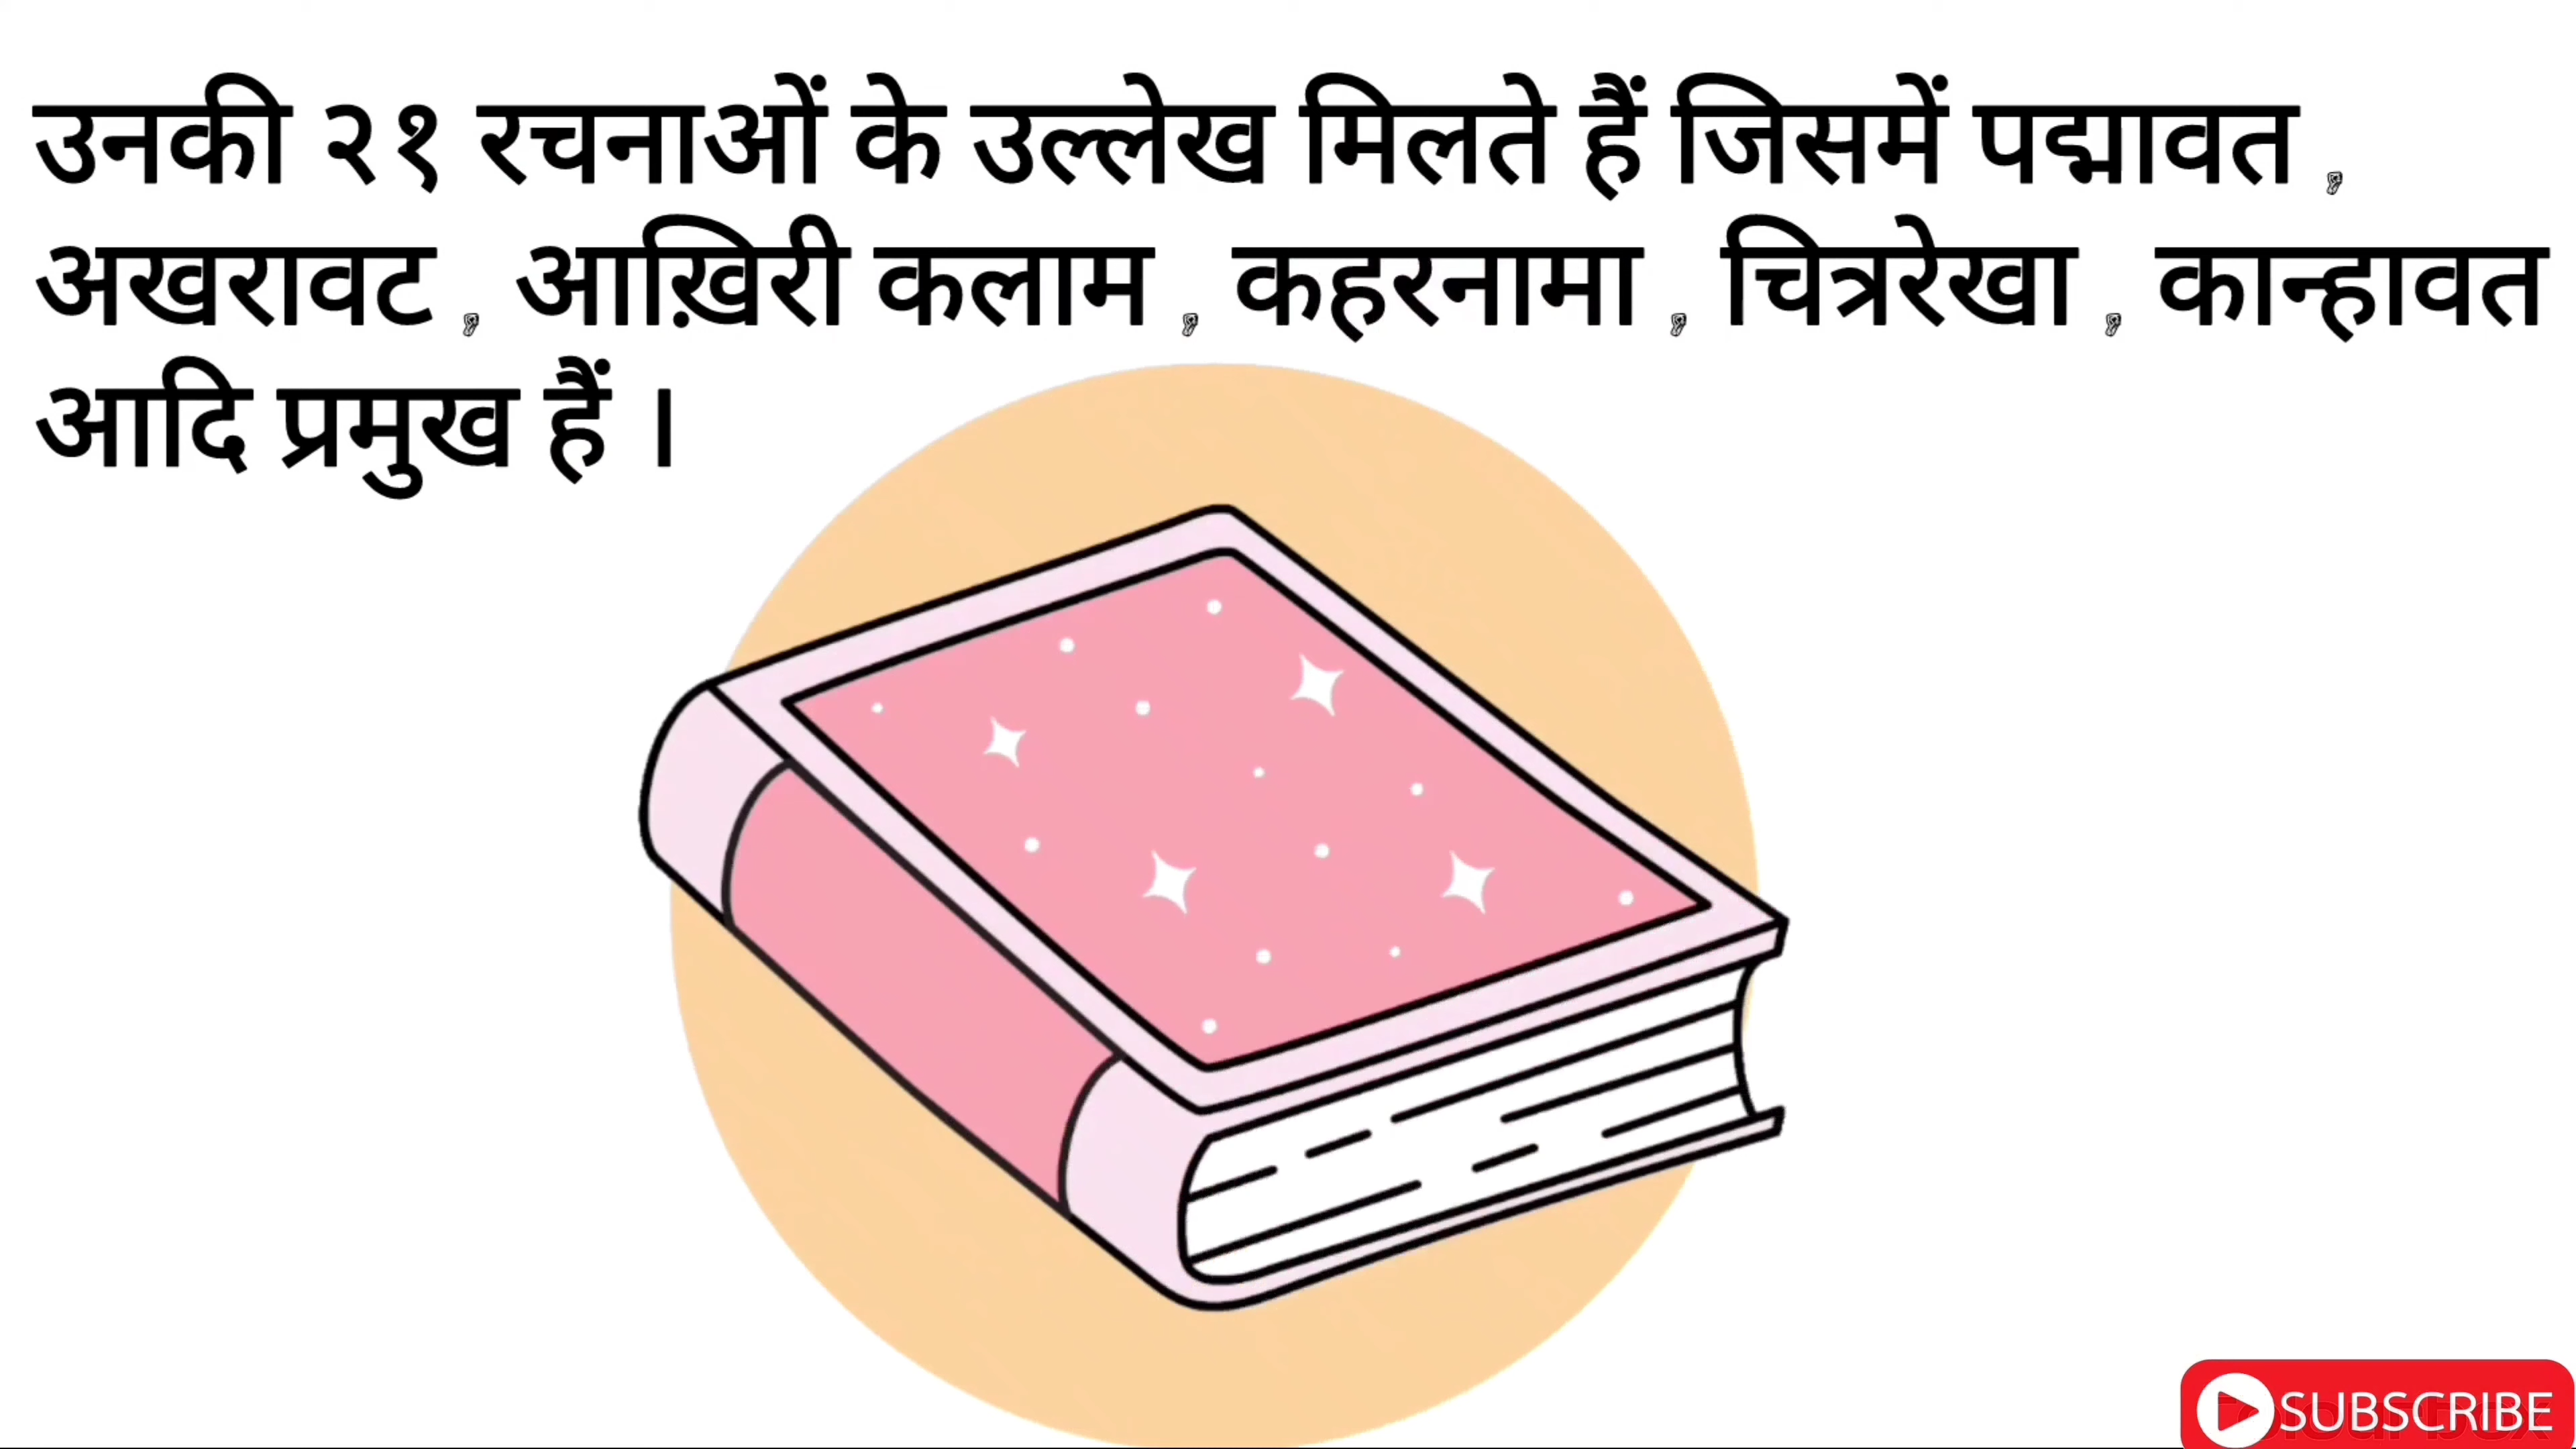 उनकी २१ रचनाओं के उल्लेख मिलते हैं जिसमें पद्मावत ,
अखरावट , आख़िरी कलाम , कहरनामा , चित्ररेखा , कान्हावत
आदि प्रमुख हैं ।
SUBSCRIBE